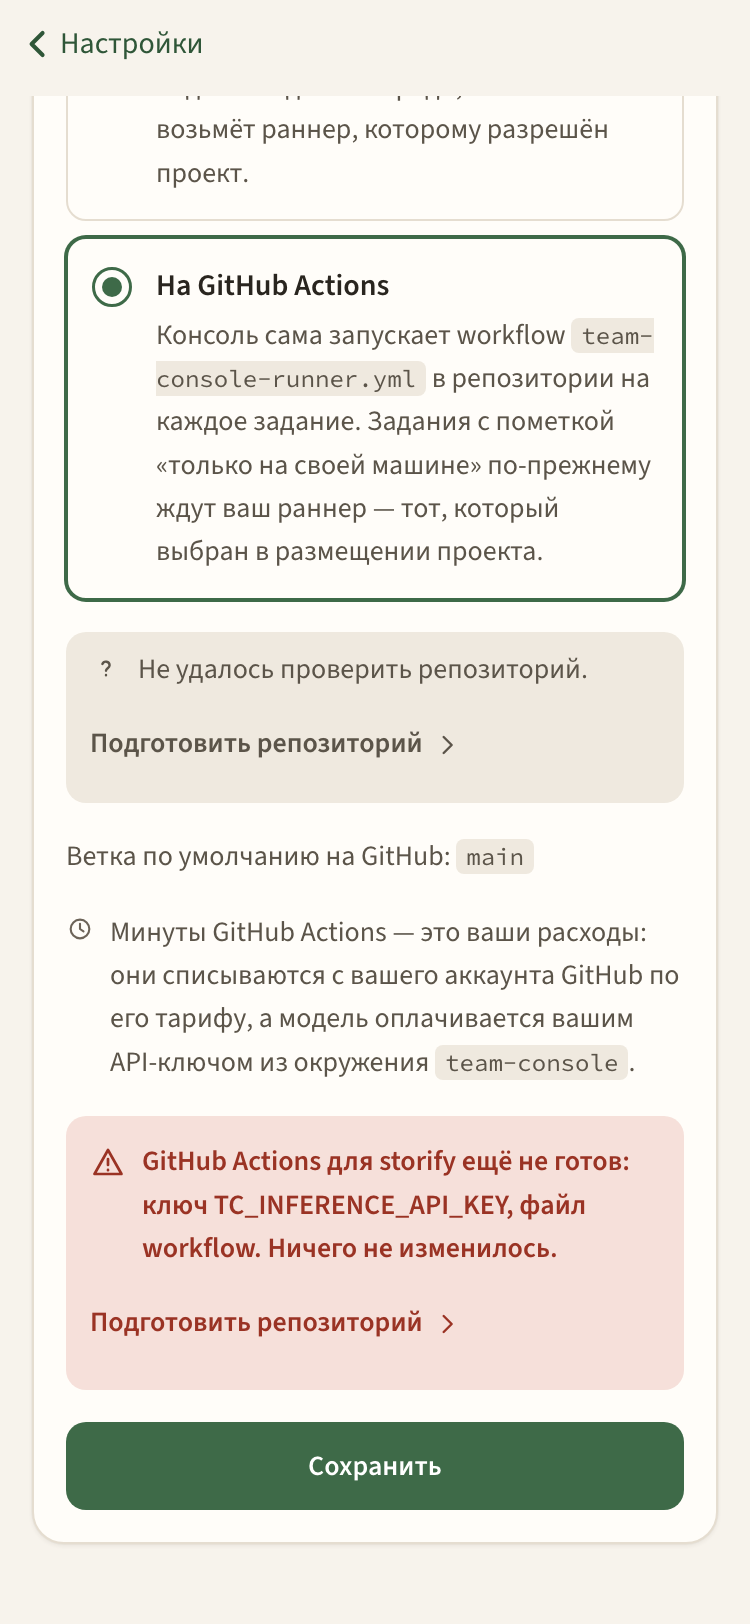 Настройки
возьмёт раннер, которому разрешён
проект.
На GitHub Actions
Консоль сама запускает workflow team-
console-runner.yml в репозитории на
каждое задание. Задания с пометкой
«только на своей машине» по-прежнему
ждут ваш раннер — тот, который
выбран в размещении проекта.
? Не удалось проверить репозиторий.
Подготовить репозиторий
Ветка по умолчанию на GitHub: main
Минуты GitHub Actions — это ваши расходы:
они списываются с вашего аккаунта GitHub по
его тарифу, а модель оплачивается вашим
API-ключом из окружения team-console.
GitHub Actions для storify ещё не готов:
ключ TC_INFERENCE_API_KEY, файл
workflow. Ничего не изменилось.
Подготовить репозиторий
Сохранить